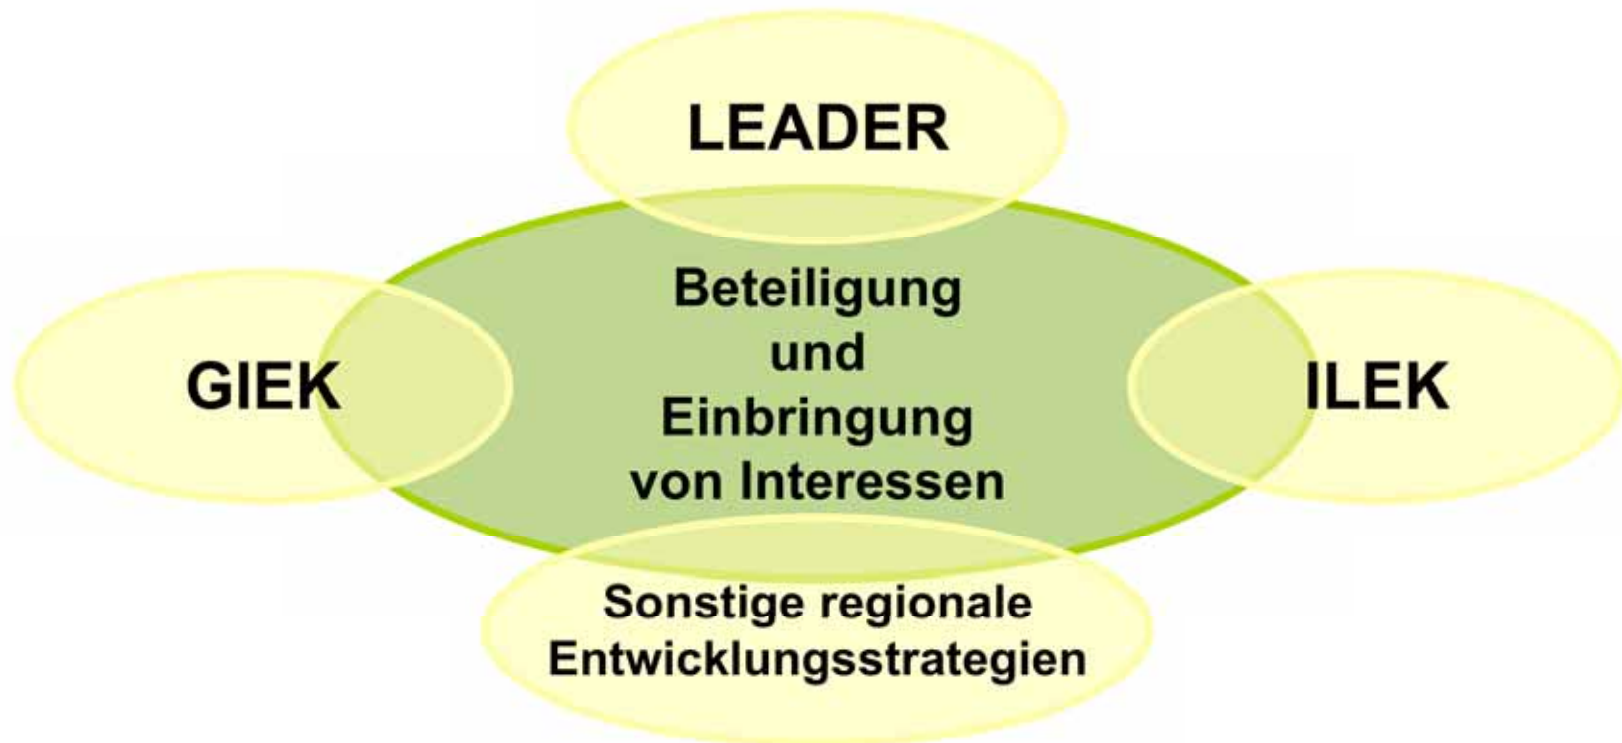 LEADER
Beteiligung
und
Einbringung
von Interessen
GIEK
ILEK
Sonstige regionale
Entwicklungsstrategien